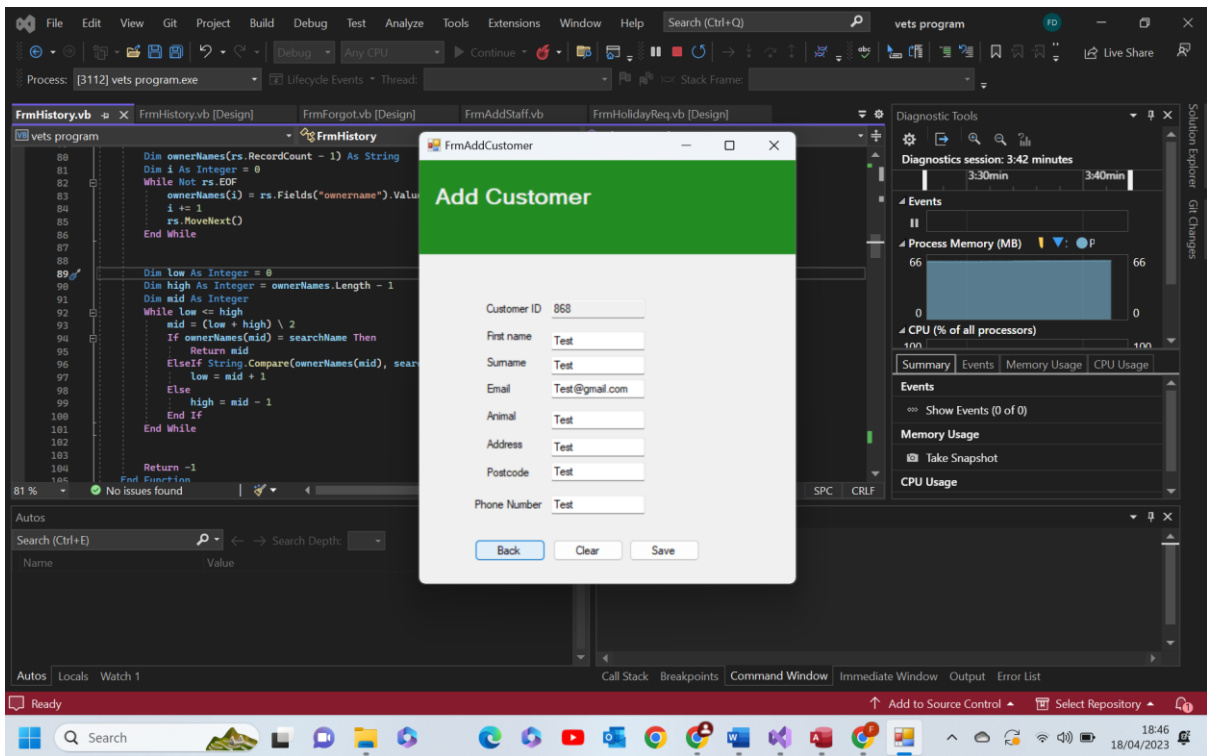 File Edit View Git Project Build Debug Test Analyze Tools Extensions Window Help Search (Ctrl+Q) vets program FD
Debug Any CPU Continue Live Share
Process: [3112] vets program.exe Lifecycle Events Thread: Stack Frame:
FrmHistory.vb FrmHistory.vb [Design] FrmForgot.vb [Design] FrmAddStaff.vb FrmHolidayReq.vb [Design]
vets program FrmHistory
80 Dim ownerNames(rs.RecordCount - 1) As String
81 Dim i As Integer = 0
82 While Not rs.EOF
83 ownerNames(i) = rs.Fields("ownername").Valu
84 i += 1
85 rs.MoveNext()
86 End While
87
88
89 Dim low As Integer = 0
90 Dim high As Integer = ownerNames.Length - 1
91 Dim mid As Integer
92 While low <= high
93 mid = (low + high) \ 2
94 If ownerNames(mid) = searchName Then
95 Return mid
96 ElseIf String.Compare(ownerNames(mid), sear
97 low = mid + 1
98 Else
99 high = mid - 1
100 End If
101 End While
102
103
104 Return -1
105 End Function
81 % No issues found SPC CRLF
FrmAddCustomer
Add Customer
Customer ID 868
First name Test
Surname Test
Email Test@gmail.com
Animal Test
Address Test
Postcode Test
Phone Number Test
Back Clear Save
Diagnostic Tools
Diagnostics session: 3:42 minutes
3:30min 3:40min
Events
Process Memory (MB) P
66 66
0 0
CPU (% of all processors)
100 100
Summary Events Memory Usage CPU Usage
Events
Show Events (0 of 0)
Memory Usage
Take Snapshot
CPU Usage
Solution Explorer
Git Changes
Autos
Search (Ctrl+E) Search Depth:
Name Value
Autos Locals Watch 1
Call Stack Breakpoints Command Window Immediate Window Output Error List
Ready Add to Source Control Select Repository
Search
18:46
18/04/2023